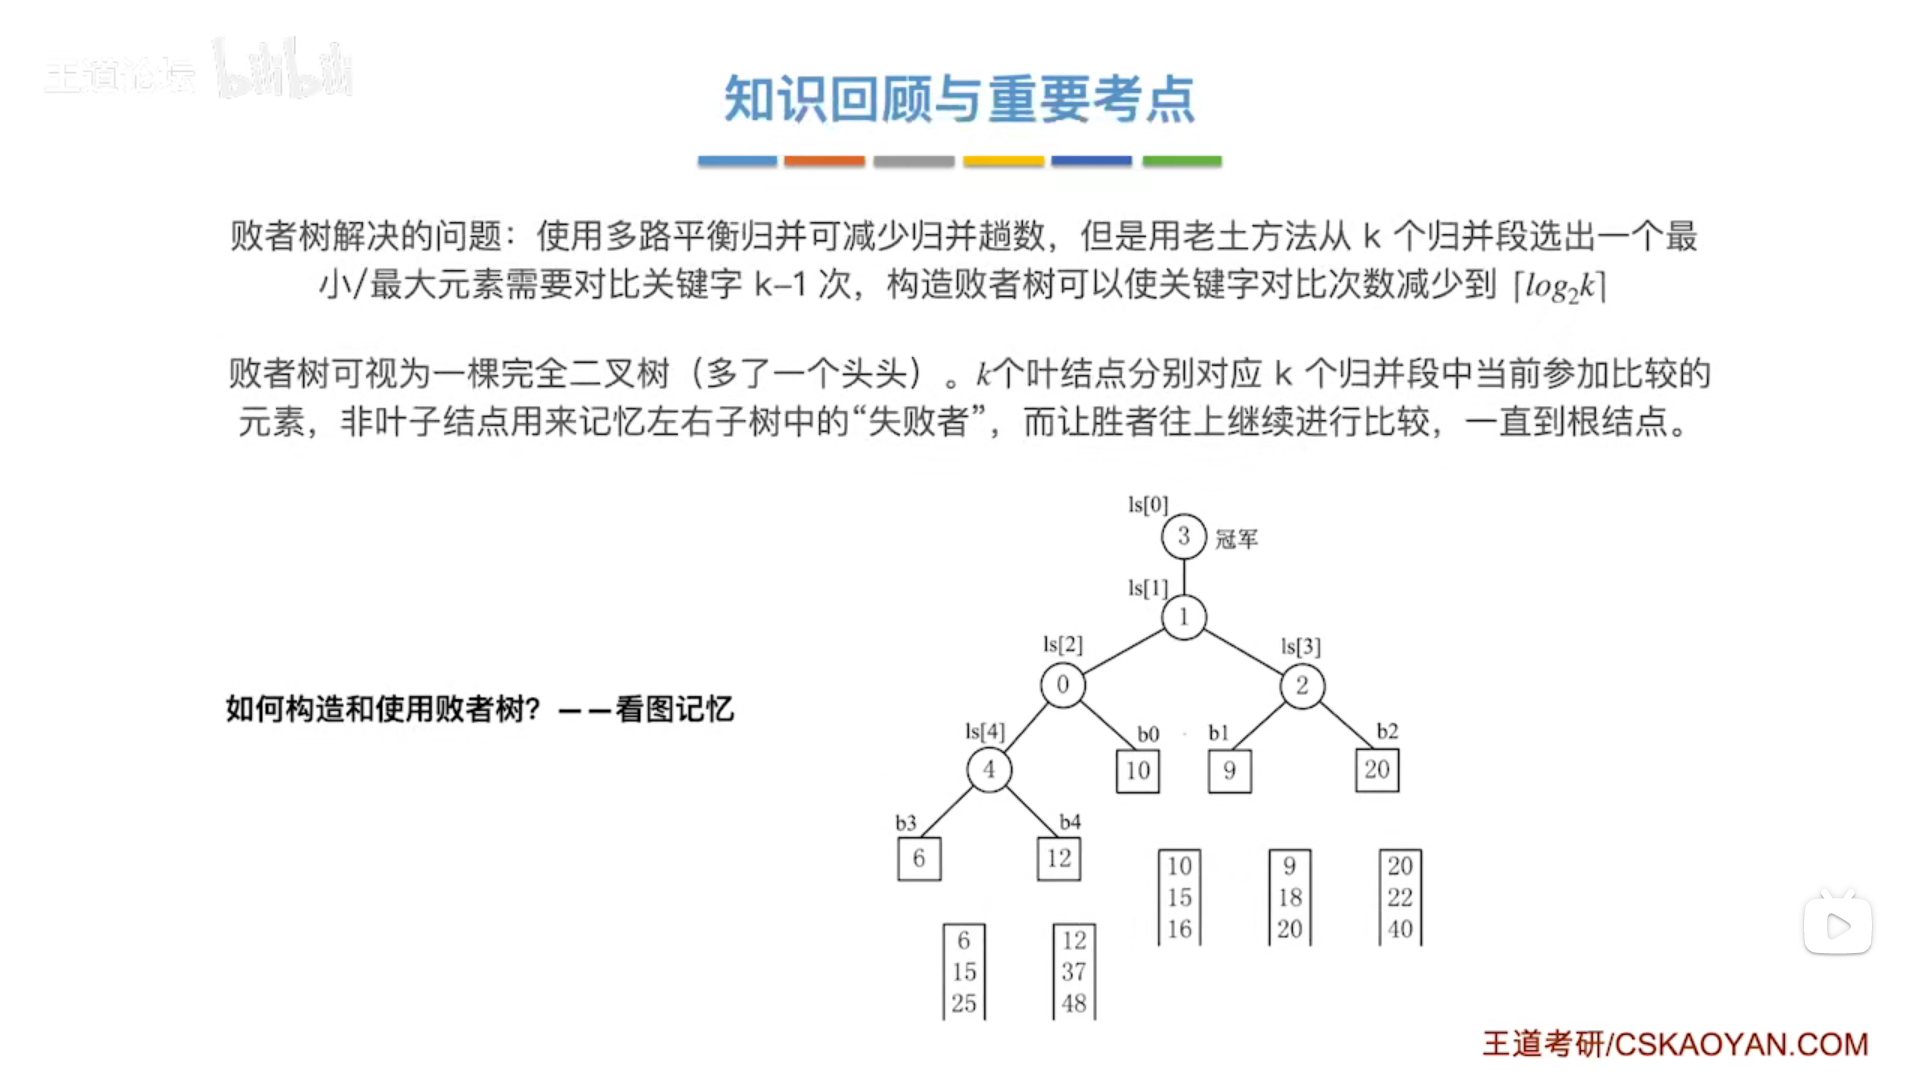 王道论坛 bilibili
知识回顾与重要考点
败者树解决的问题：使用多路平衡归并可减少归并趟数，但是用老土方法从 k 个归并段选出一个最
小/最大元素需要对比关键字 k–1 次，构造败者树可以使关键字对比次数减少到 ⌈log₂k⌉
败者树可视为一棵完全二叉树（多了一个头头）。k个叶结点分别对应 k 个归并段中当前参加比较的
元素，非叶子结点用来记忆左右子树中的“失败者”，而让胜者往上继续进行比较，一直到根结点。
如何构造和使用败者树？——看图记忆
ls[0]
3 冠军
ls[1]
1
ls[2] ls[3]
0 2
ls[4] b0 b1 b2
4 10 9 20
b3 b4
6 12
10 9 20
15 18 22
16 20 40
6 12
15 37
25 48
王道考研/CSKAOYAN.COM